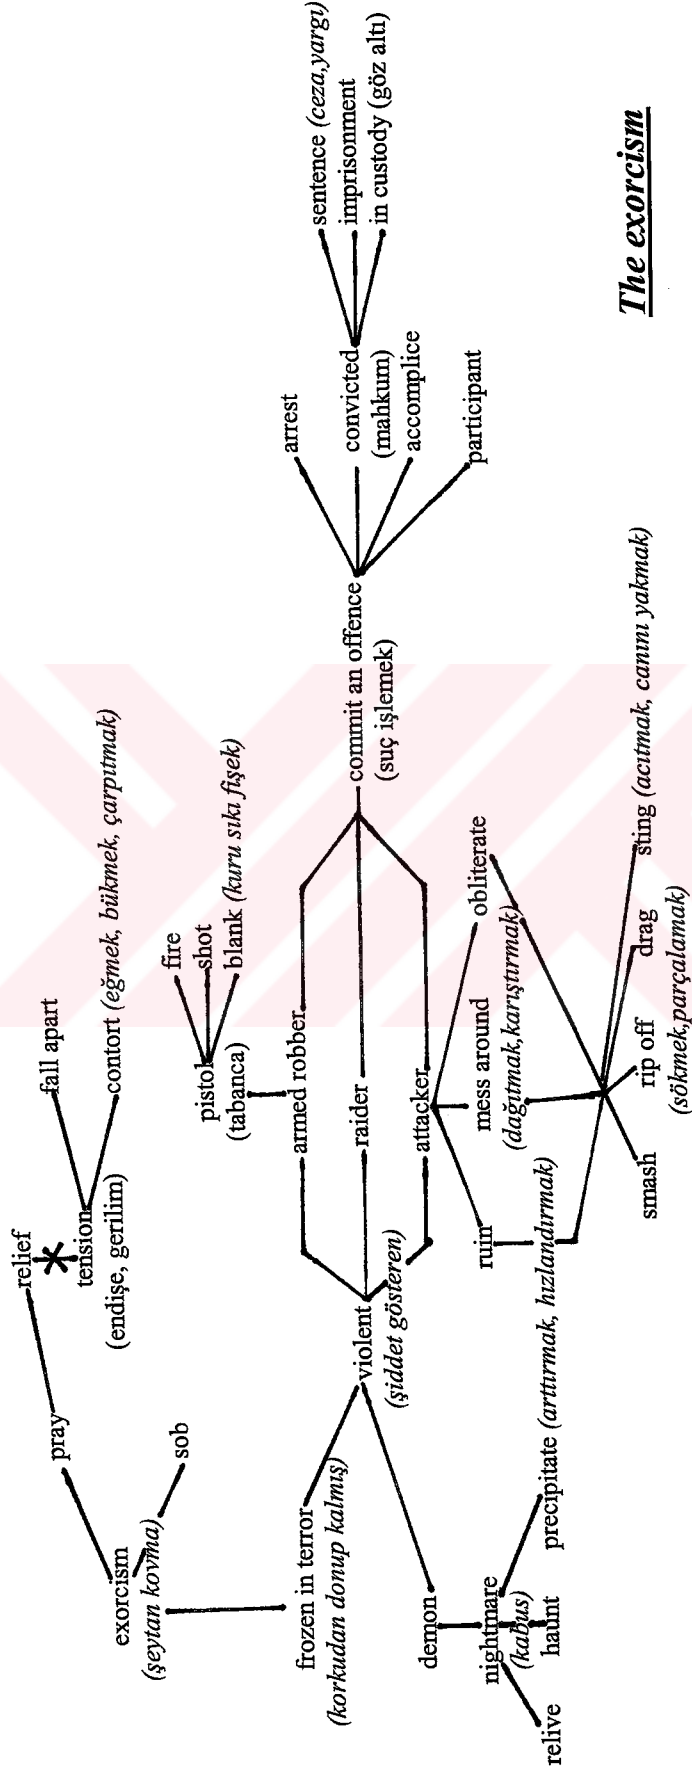 exorcism
(şeytan kovma)
pray
relief
sob
tension
(endişe, gerilim)
fall apart
contort (eğmek, bükmek, çarpıtmak)
frozen in terror
(korkudan donup kalmış)
demon
nightmare
(kabus)
relive
haunt
precipitate (arttırmak, hızlandırmak)
violent
(şiddet gösteren)
armed robber
pistol
(tabanca)
fire
shot
blank (kuru sıkı fişek)
raider
attacker
ruin
mess around
(dağıtmak,karıştırmak)
obliterate
smash
rip off
(sökmek,parçalamak)
drag
sting (acıtmak, canını yakmak)
commit an offence
(suç işlemek)
arrest
convicted
(mahkum)
accomplice
participant
sentence (ceza,yargı)
imprisonment
in custody (göz altı)
The exorcism